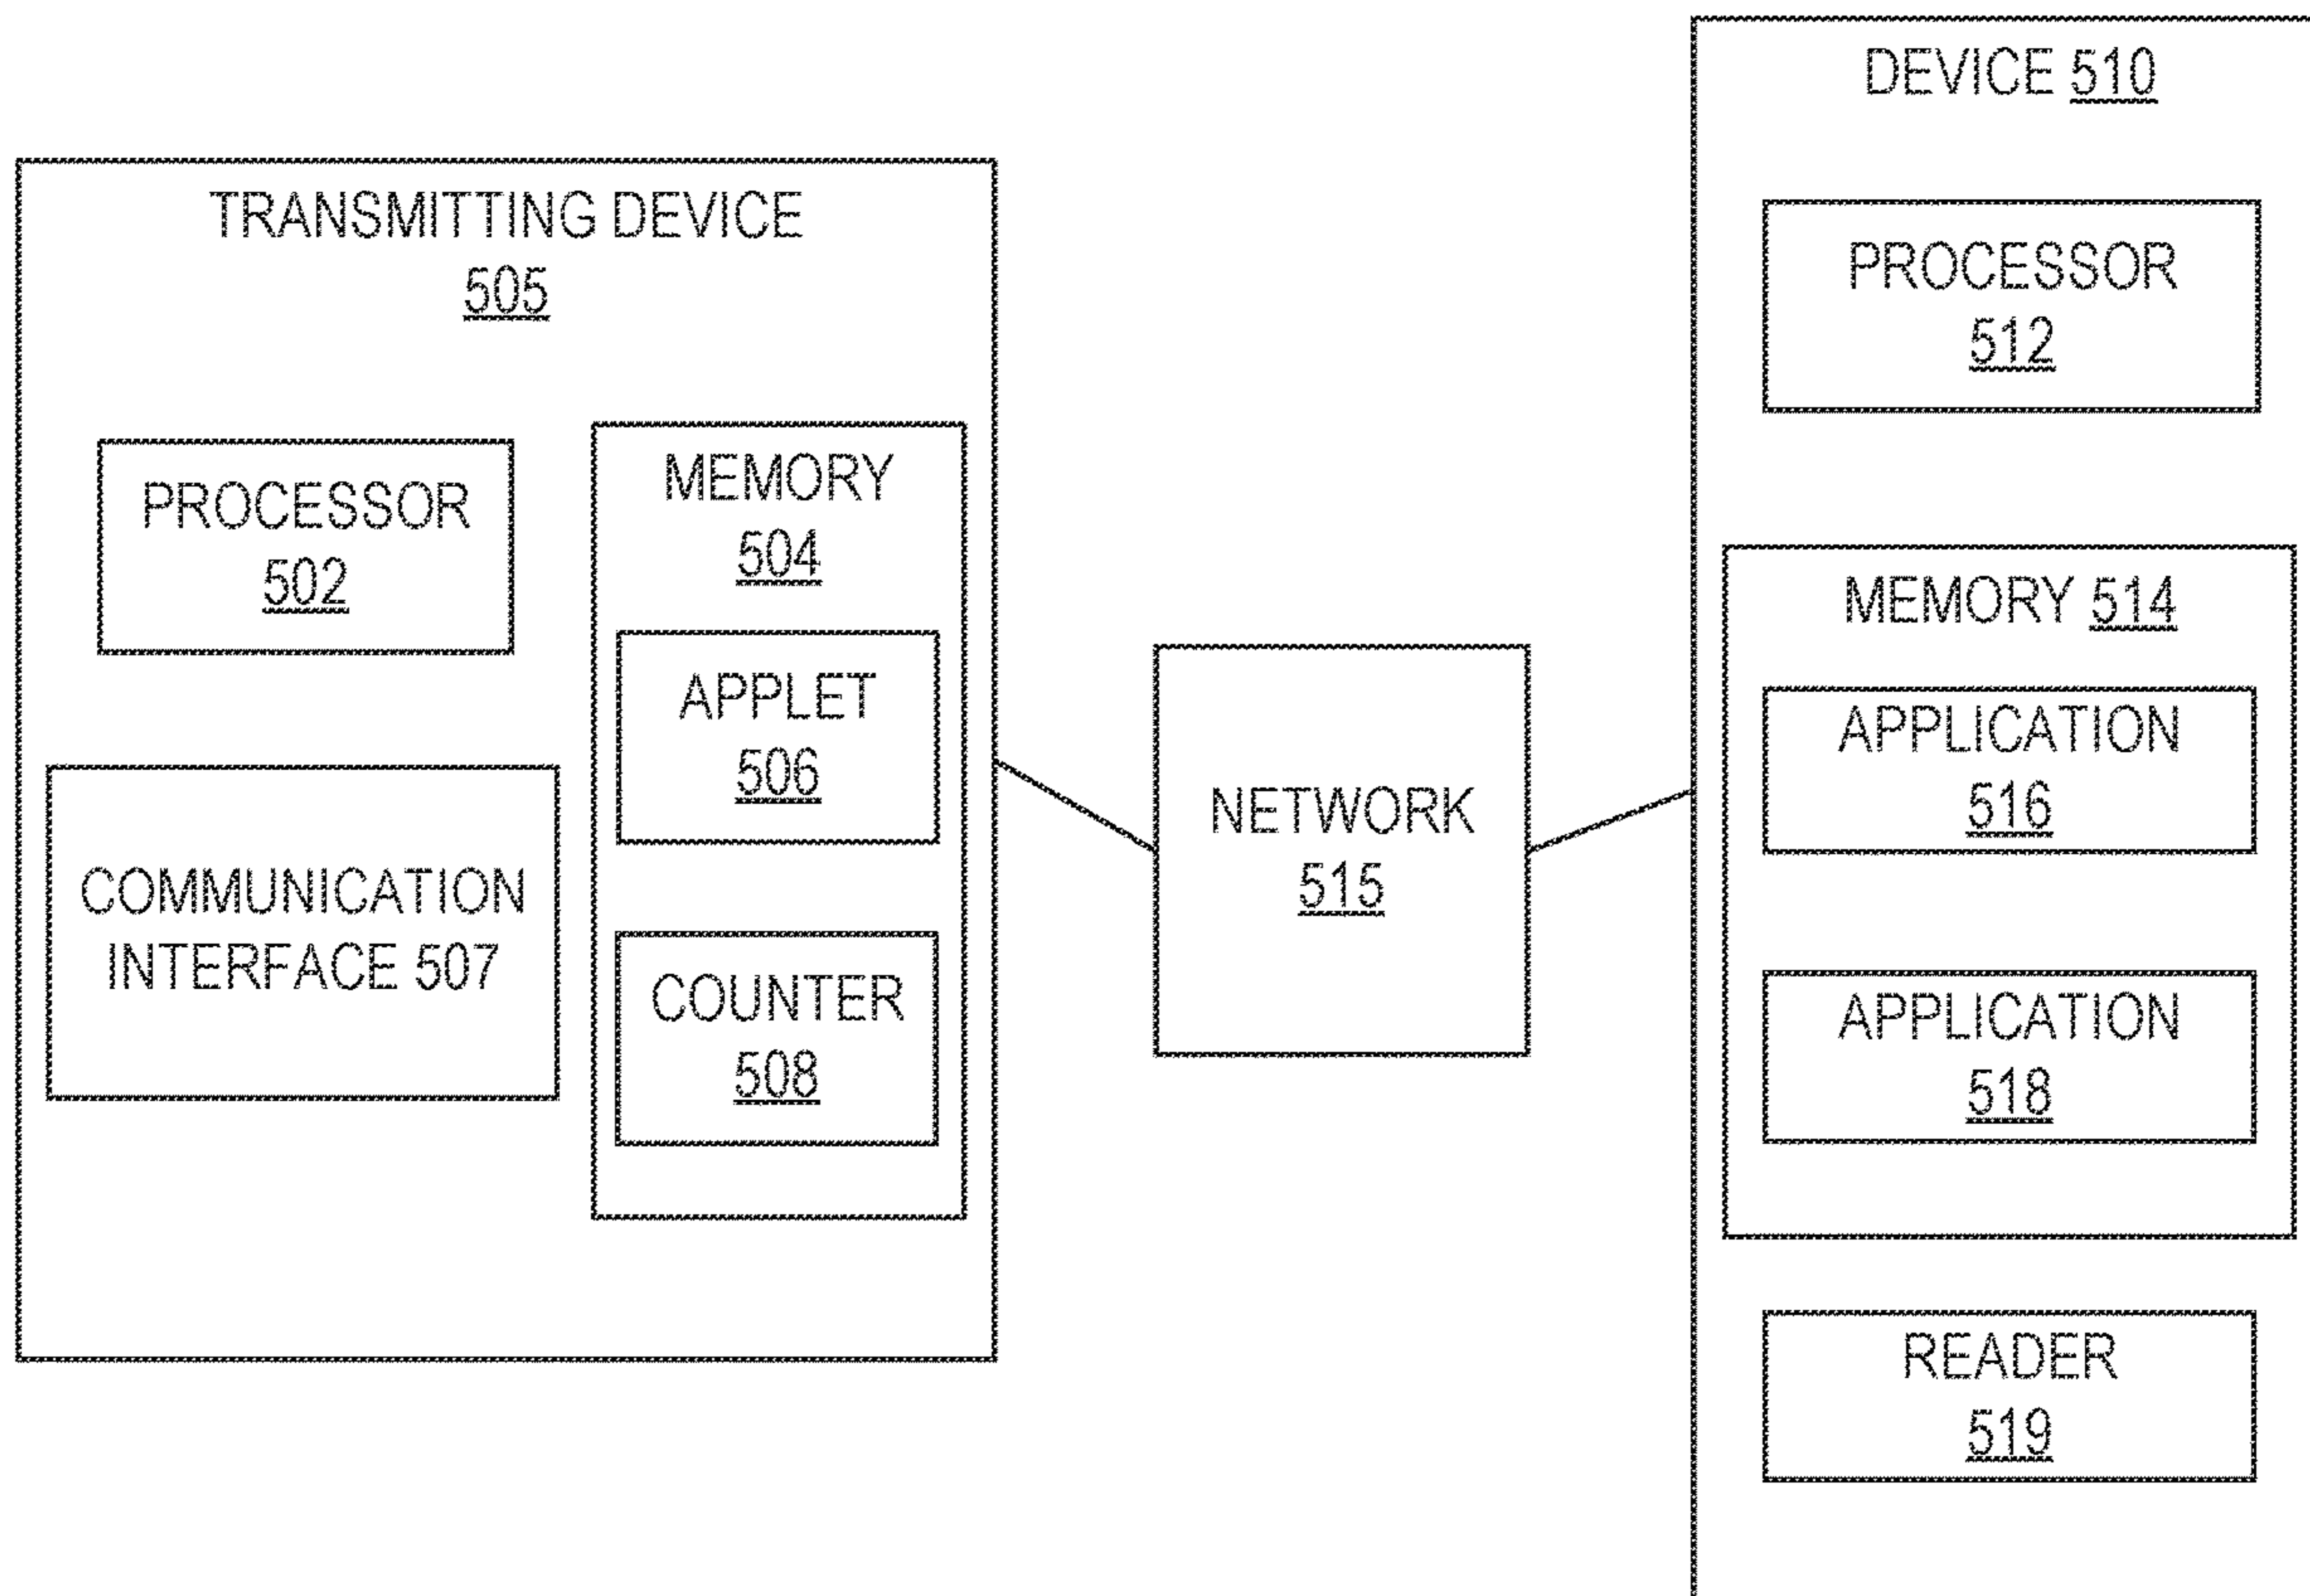 TRANSMITTING DEVICE
505
PROCESSOR
502
COMMUNICATION
INTERFACE 507
MEMORY
504
APPLET
506
COUNTER
508
NETWORK
515
DEVICE 510
PROCESSOR
512
MEMORY 514
APPLICATION
516
APPLICATION
518
READER
519